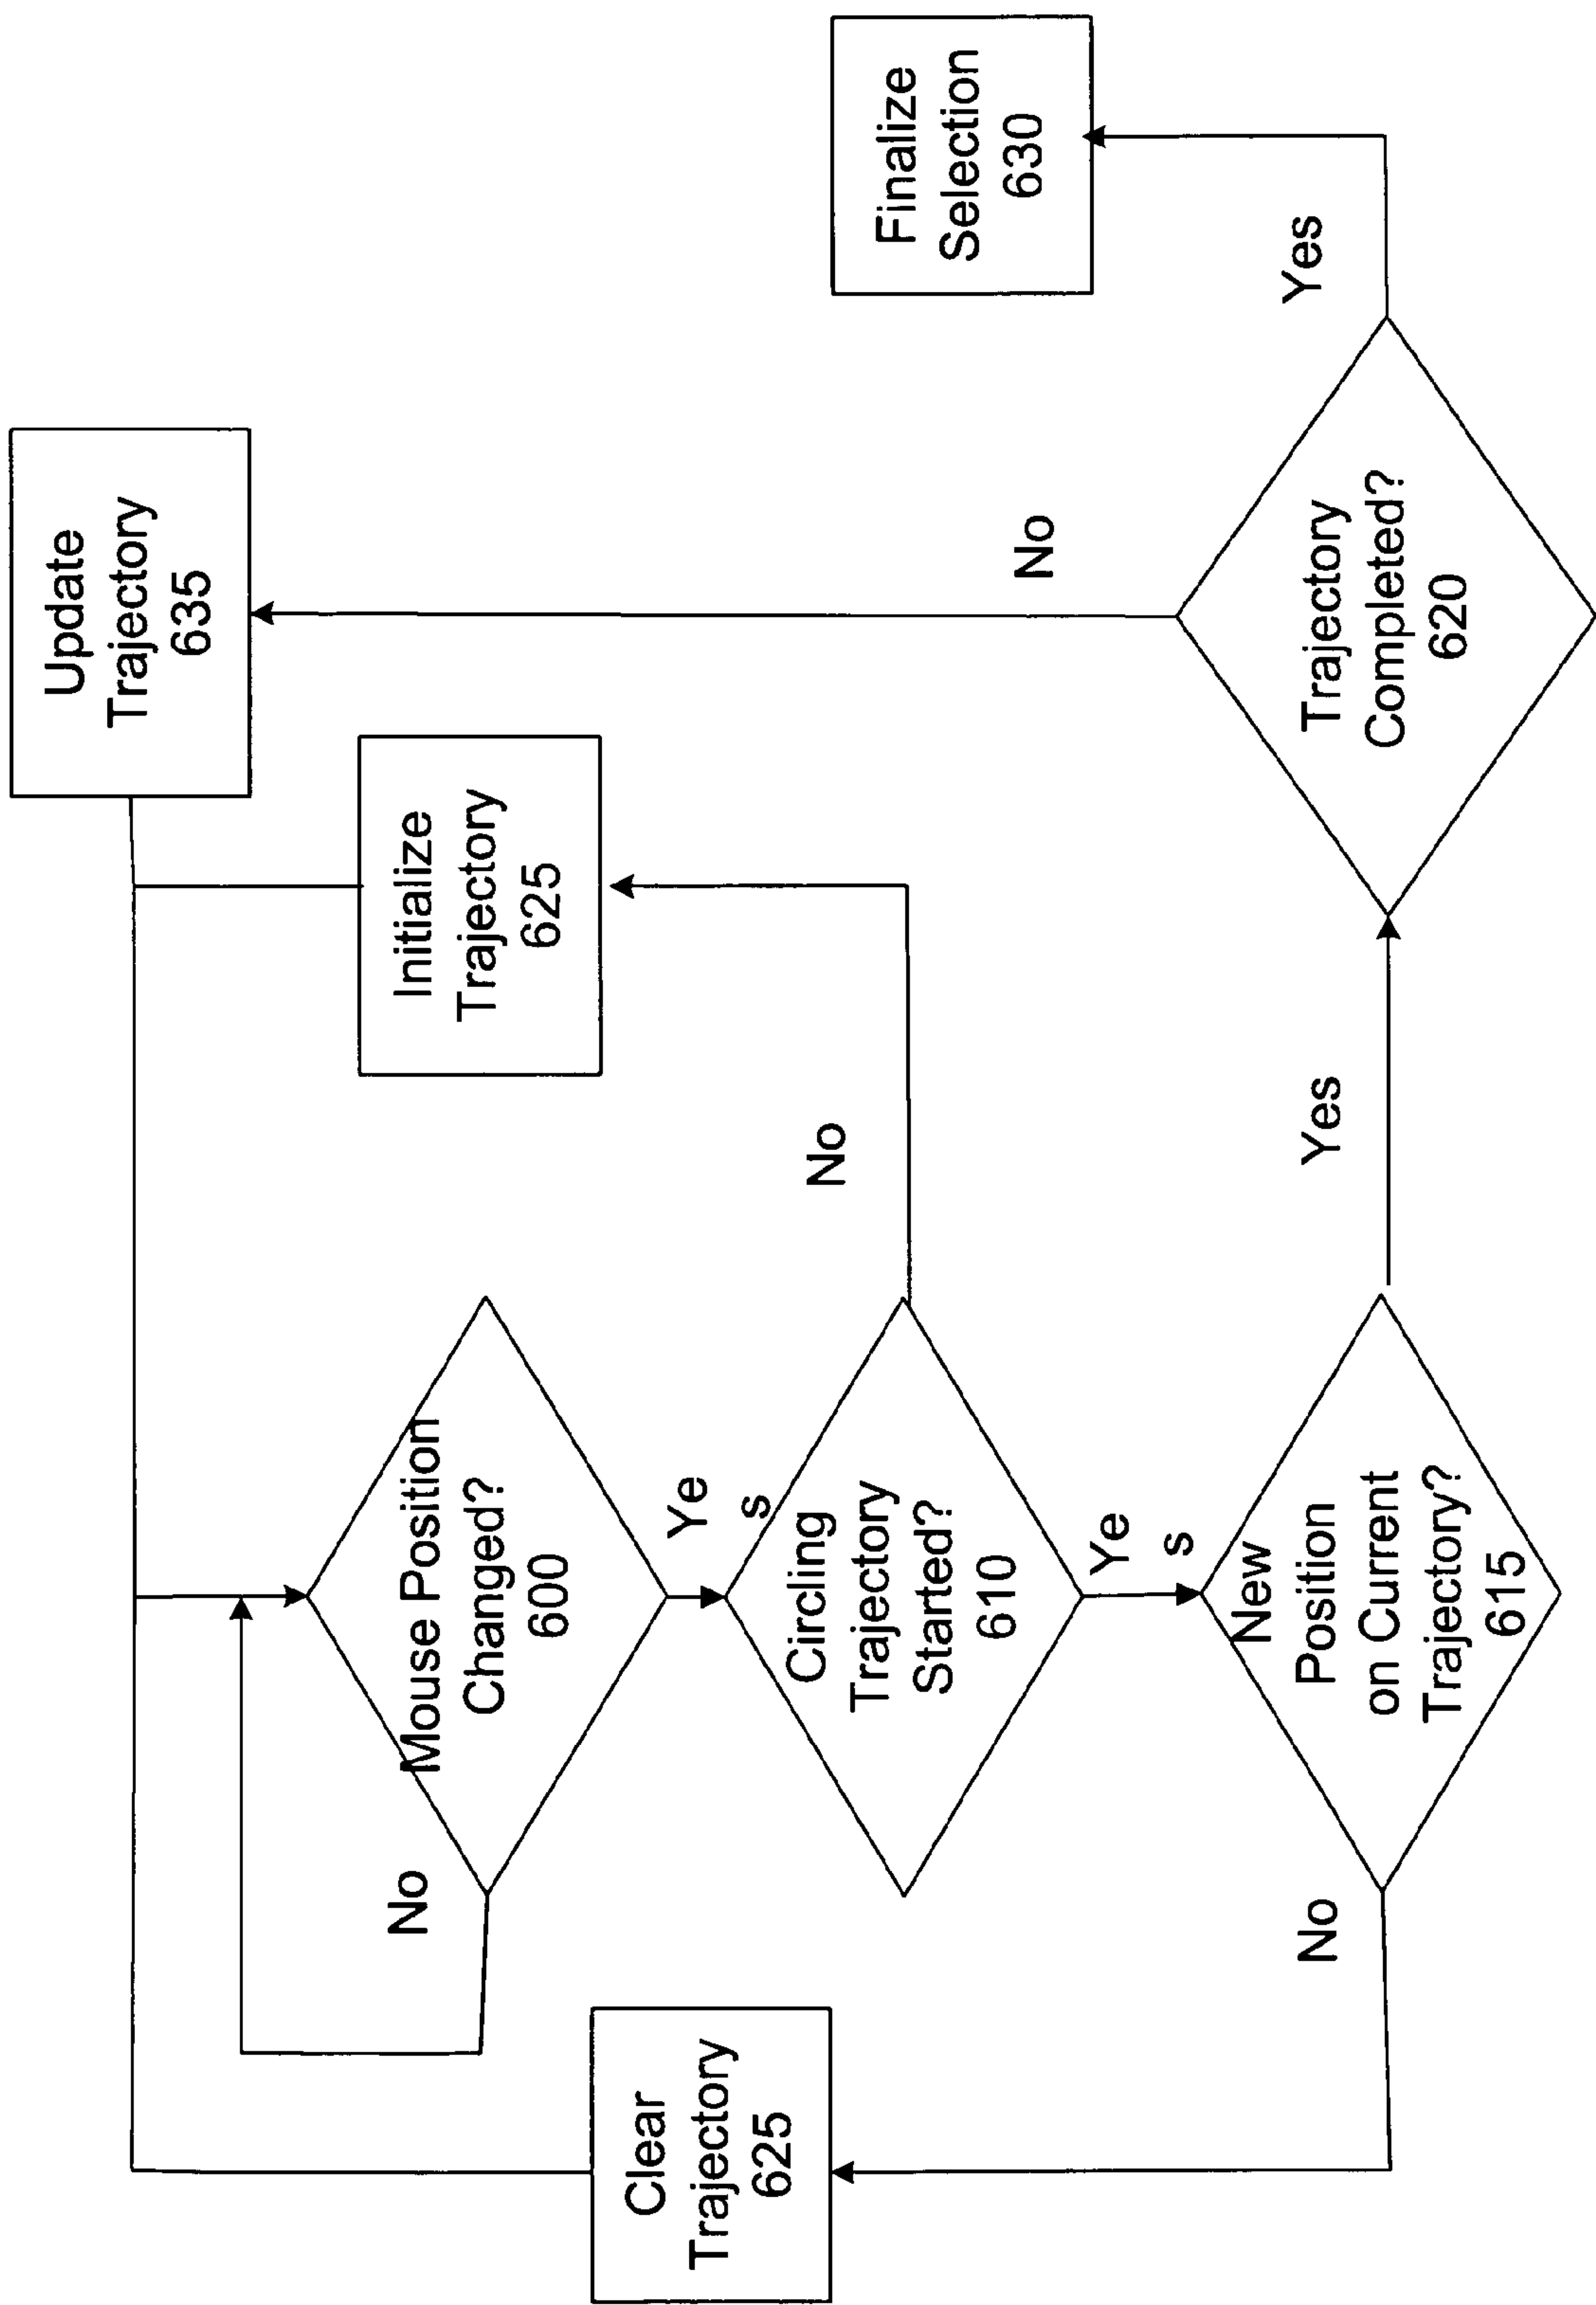 Update
Trajectory
635
Initialize
Trajectory
625
Mouse Position
Changed?
600
No
Ye
s
Clear
Trajectory
625
Circling
Trajectory
Started?
610
No
Finalize
Selection
630
Ye
s
No
New
Position
on Current
Trajectory?
615
No
Yes
Trajectory
Completed?
620
Yes